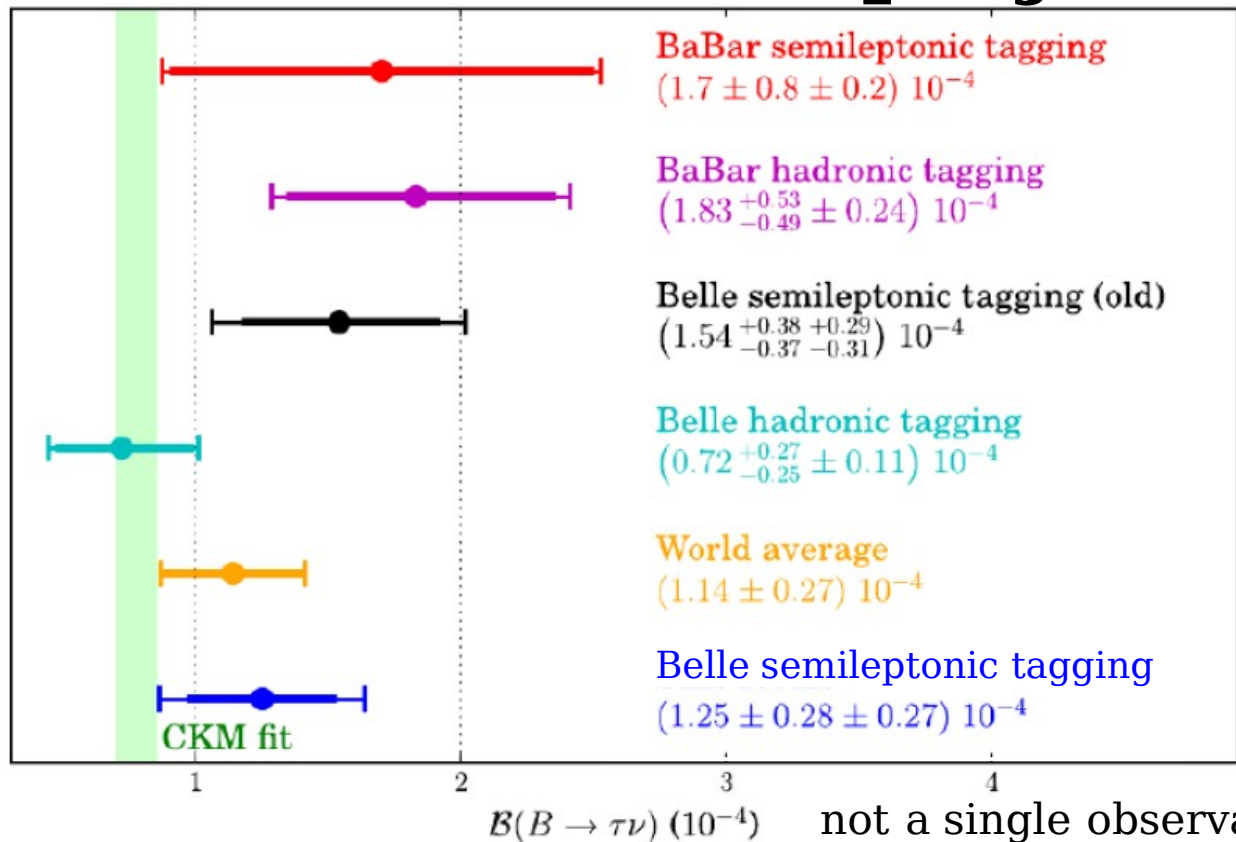 BaBar semileptonic tagging
(1.7 ± 0.8 ± 0.2) 10⁻⁴
BaBar hadronic tagging
(1.83 +0.53 −0.49 ± 0.24) 10⁻⁴
Belle semileptonic tagging (old)
(1.54 +0.38 −0.37 +0.29 −0.31) 10⁻⁴
Belle hadronic tagging
(0.72 +0.27 −0.25 ± 0.11) 10⁻⁴
World average
(1.14 ± 0.27) 10⁻⁴
Belle semileptonic tagging
(1.25 ± 0.28 ± 0.27) 10⁻⁴
CKM fit
1 2 3 4
ℬ(B → τν) (10⁻⁴)
not a single